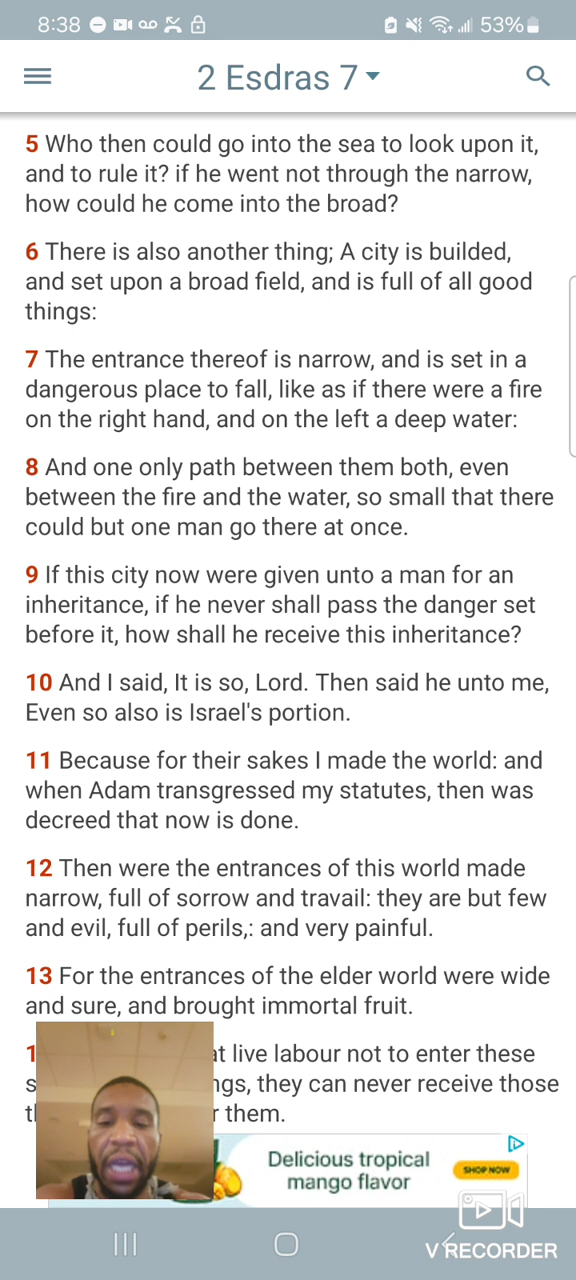 8:38
53%
2 Esdras 7
5 Who then could go into the sea to look upon it,
and to rule it? if he went not through the narrow,
how could he come into the broad?
6 There is also another thing; A city is builded,
and set upon a broad field, and is full of all good
things:
7 The entrance thereof is narrow, and is set in a
dangerous place to fall, like as if there were a fire
on the right hand, and on the left a deep water:
8 And one only path between them both, even
between the fire and the water, so small that there
could but one man go there at once.
9 If this city now were given unto a man for an
inheritance, if he never shall pass the danger set
before it, how shall he receive this inheritance?
10 And I said, It is so, Lord. Then said he unto me,
Even so also is Israel's portion.
11 Because for their sakes I made the world: and
when Adam transgressed my statutes, then was
decreed that now is done.
12 Then were the entrances of this world made
narrow, full of sorrow and travail: they are but few
and evil, full of perils,: and very painful.
13 For the entrances of the elder world were wide
and sure, and brought immortal fruit.
live labour not to enter these
they can never receive those
them.
Delicious tropical
mango flavor
SHOP NOW
V RECORDER